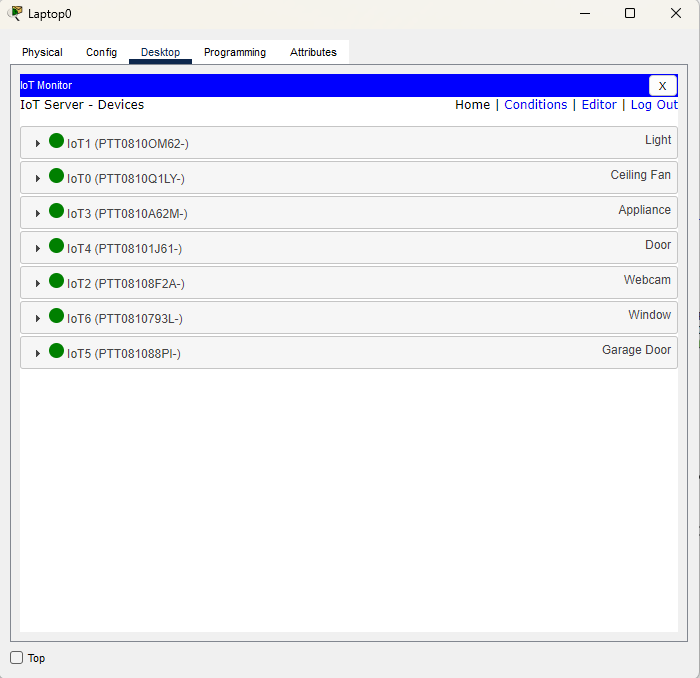 Laptop0
Physical Config Desktop Programming Attributes
IoT Monitor X
IoT Server - Devices Home | Conditions | Editor | Log Out
IoT1 (PTT0810OM62-) Light
IoT0 (PTT0810Q1LY-) Ceiling Fan
IoT3 (PTT0810A62M-) Appliance
IoT4 (PTT08101J61-) Door
IoT2 (PTT08108F2A-) Webcam
IoT6 (PTT0810793L-) Window
IoT5 (PTT081088PI-) Garage Door
Top